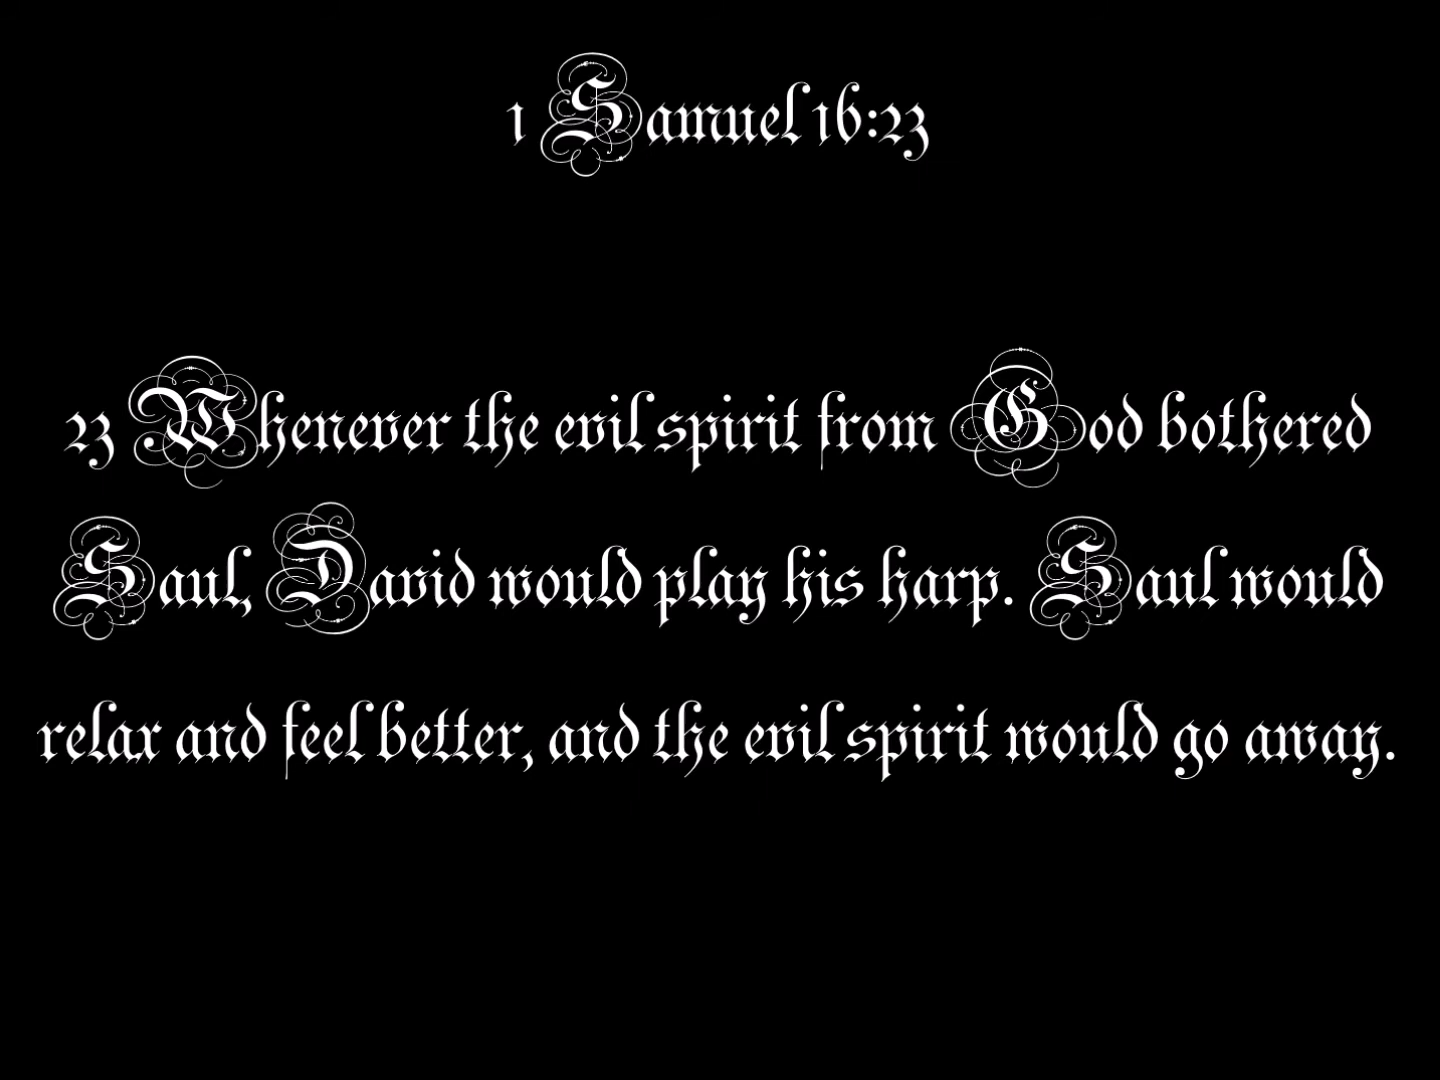 1 Samuel 16:23
23 Whenever the evil spirit from God bothered
Saul, David would play his harp. Saul would
relax and feel better, and the evil spirit would go away.